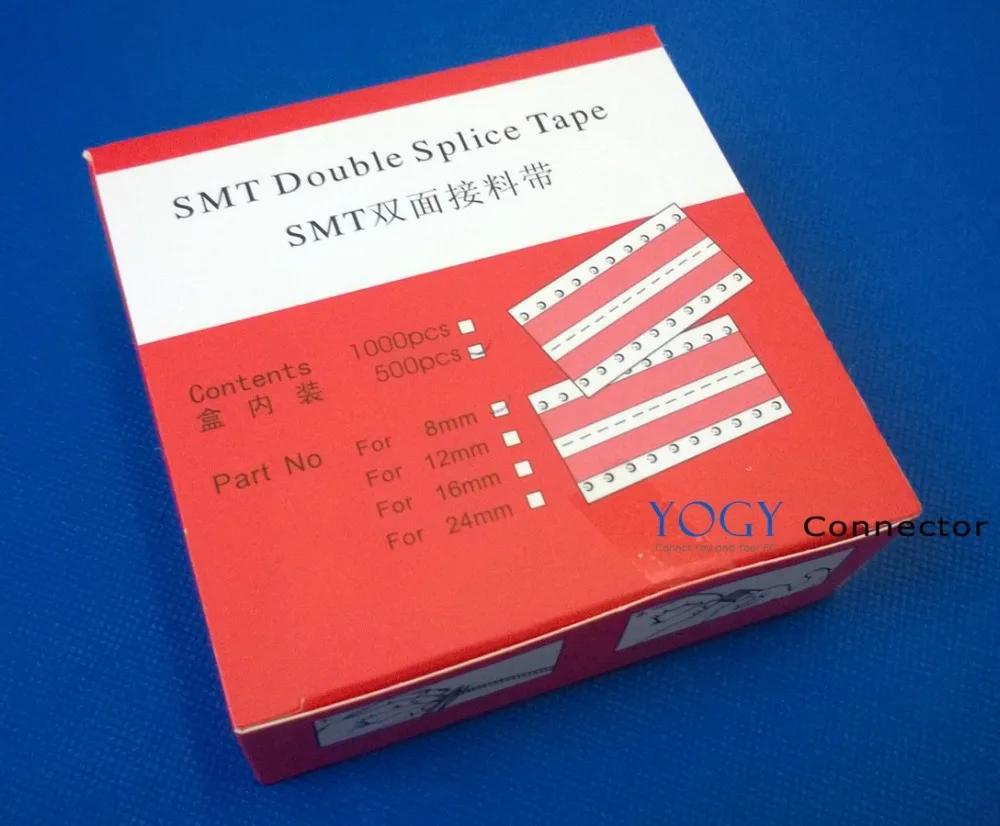 SMT Double Splice Tape
SMT双面接料带
Contents 1000pcs
盒内装 500pcs
Part No For 8mm
For 12mm
For 16mm
For 24mm
YOGY Connector